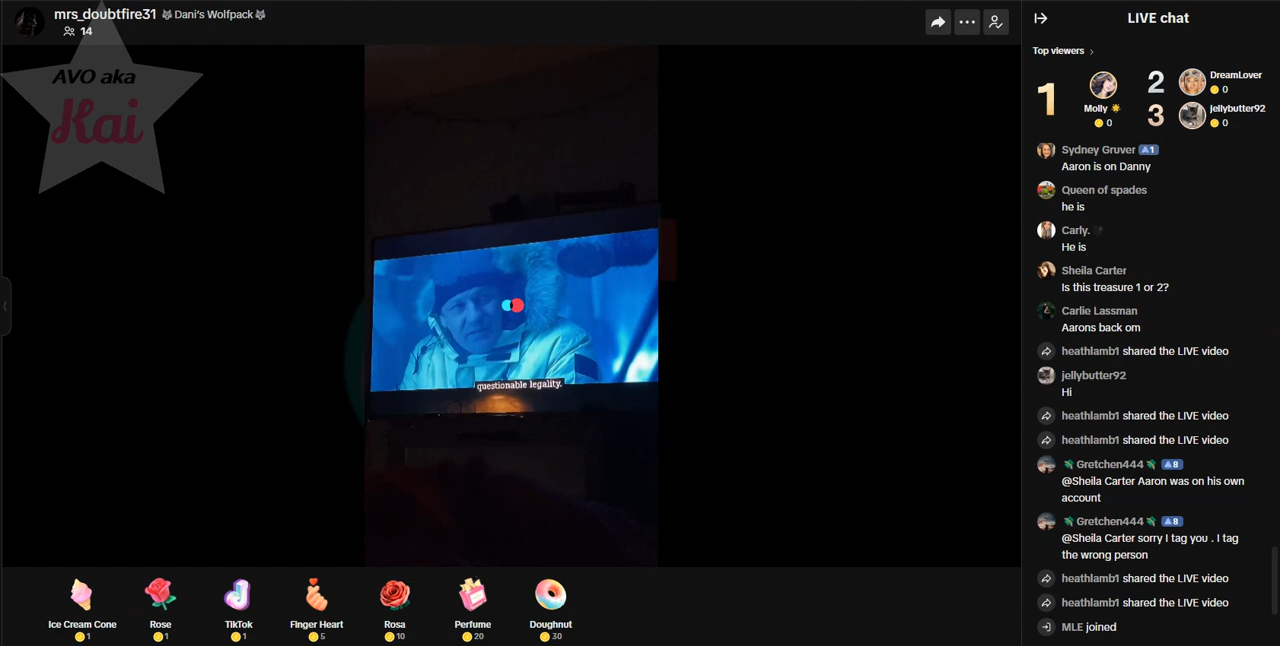 mrs_doubtfire31 🐺Dani's Wolfpack🐺
14
AVO aka
Kai
questionable legality.
Ice Cream Cone
1
Rose
1
TikTok
1
Finger Heart
5
Rosa
10
Perfume
20
Doughnut
30
LIVE chat
Top viewers >
1
Molly ☀️
0
2
DreamLover
0
3
jellybutter92
0
Sydney Gruver 1
Aaron is on Danny
Queen of spades
he is
Carly.
He is
Sheila Carter
Is this treasure 1 or 2?
Carlie Lassman
Aarons back om
heathlamb1 shared the LIVE video
jellybutter92
Hi
heathlamb1 shared the LIVE video
heathlamb1 shared the LIVE video
Gretchen444 8
@Sheila Carter Aaron was on his own
account
Gretchen444 8
@Sheila Carter sorry I tag you . I tag
the wrong person
heathlamb1 shared the LIVE video
heathlamb1 shared the LIVE video
MLE joined